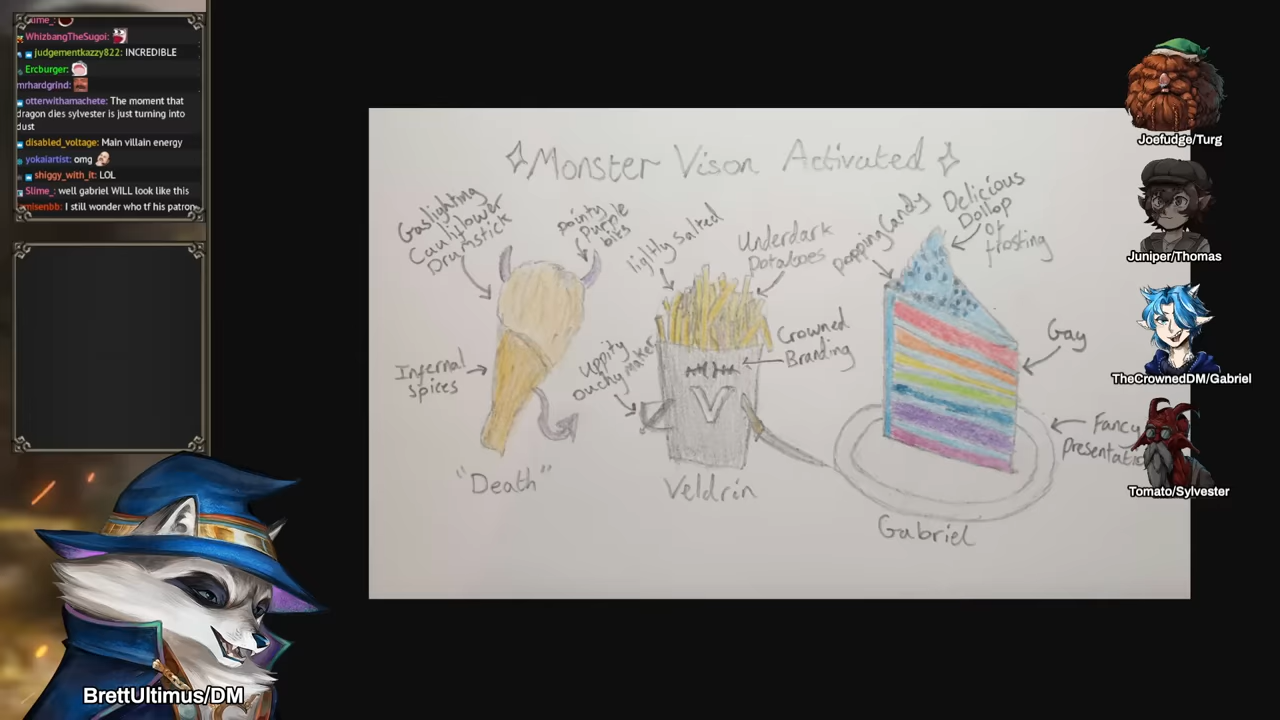 WhizbangTheSugoi:
judgementkazzy822: INCREDIBLE
Ercburger:
mrhardgrind:
otterwithamachete: The moment that
dragon dies sylvester is just turning into
dust
disabled_voltage: Main villain energy
yokaiartist: omg
shiggy_with_it: LOL
Slime_: well gabriel WILL look like this
I still wonder who tf his patron
Monster Vison Activated
Gaslighting
Cauliflower
Drumstick
pointy
purple
bits
Infernal
spices
"Death"
lightly salted
Underdark
Potatoes
Uppity
ouchy maker
Crowned
Branding
V
Veldrin
popping Candy
Delicious
Dollop
of
frosting
Gay
Fancy
Presentation
Gabriel
Joefudge/Turg
Juniper/Thomas
TheCrownedDM/Gabriel
Tomato/Sylvester
BrettUltimus/DM